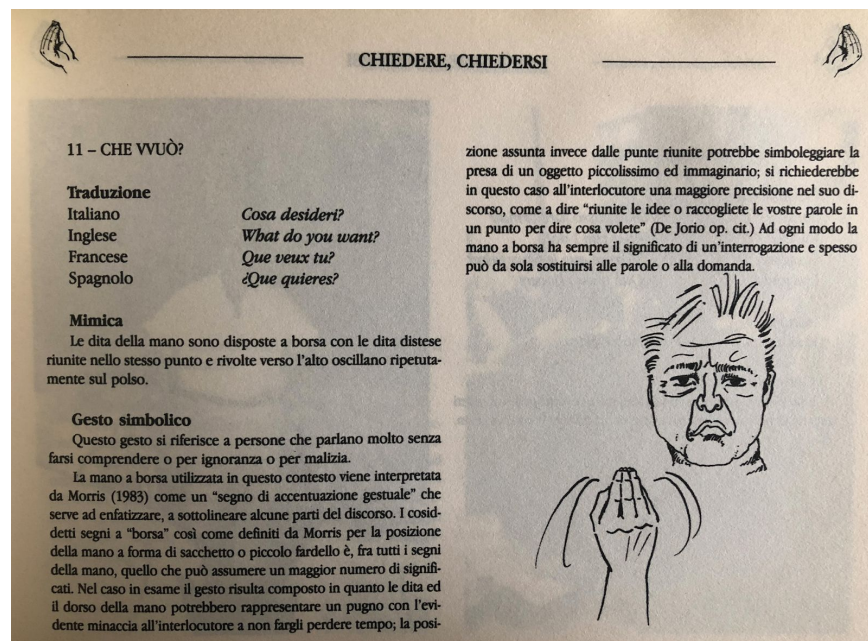 CHIEDERE, CHIEDERSI
11 – CHE VVUÒ?
Traduzione
Italiano Cosa desideri?
Inglese What do you want?
Francese Que veux tu?
Spagnolo ¿Que quieres?
Mimica
Le dita della mano sono disposte a borsa con le dita distese
riunite nello stesso punto e rivolte verso l'alto oscillano ripetuta-
mente sul polso.
Gesto simbolico
Questo gesto si riferisce a persone che parlano molto senza
farsi comprendere o per ignoranza o per malizia.
La mano a borsa utilizzata in questo contesto viene interpretata
da Morris (1983) come un "segno di accentuazione gestuale" che
serve ad enfatizzare, a sottolineare alcune parti del discorso. I cosid-
detti segni a "borsa" così come definiti da Morris per la posizione
della mano a forma di sacchetto o piccolo fardello è, fra tutti i segni
della mano, quello che può assumere un maggior numero di signifi-
cati. Nel caso in esame il gesto risulta composto in quanto le dita ed
il dorso della mano potrebbero rappresentare un pugno con l'evi-
dente minaccia all'interlocutore a non fargli perdere tempo; la posi-
zione assunta invece dalle punte riunite potrebbe simboleggiare la
presa di un oggetto piccolissimo ed immaginario; si richiederebbe
in questo caso all'interlocutore una maggiore precisione nel suo di-
scorso, come a dire "riunite le idee o raccogliete le vostre parole in
un punto per dire cosa volete" (De Jorio op. cit.) Ad ogni modo la
mano a borsa ha sempre il significato di un'interrogazione e spesso
può da sola sostituirsi alle parole o alla domanda.